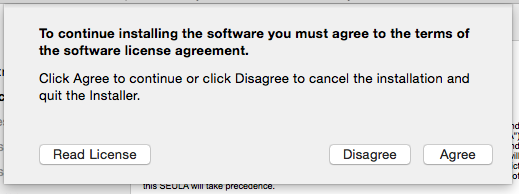 To continue installing the software you must agree to the terms of
the software license agreement.
Click Agree to continue or click Disagree to cancel the installation and
quit the Installer.
Read License
Disagree
Agree
this SEULA will take precedence.